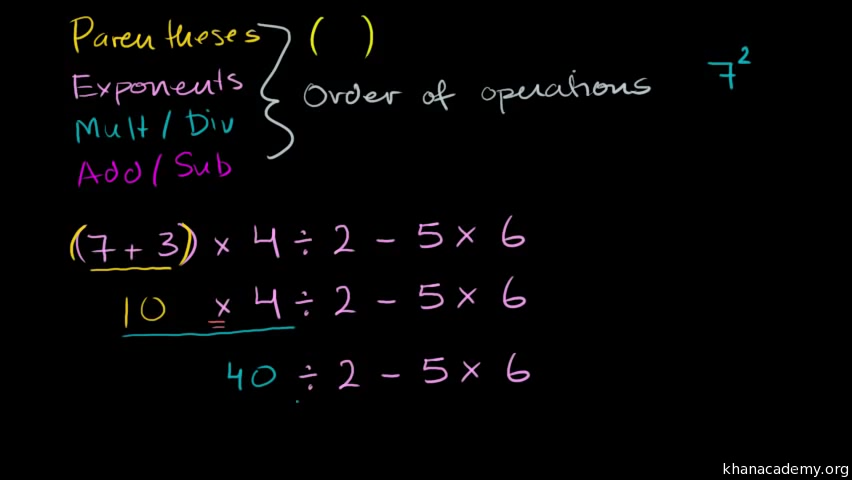 Parentheses ( )
Exponents
Order of operations 7²
Mult / Div
Add / Sub
(7 + 3) × 4 ÷ 2 − 5 × 6
10 × 4 ÷ 2 − 5 × 6
40 ÷ 2 − 5 × 6
khanacademy.org